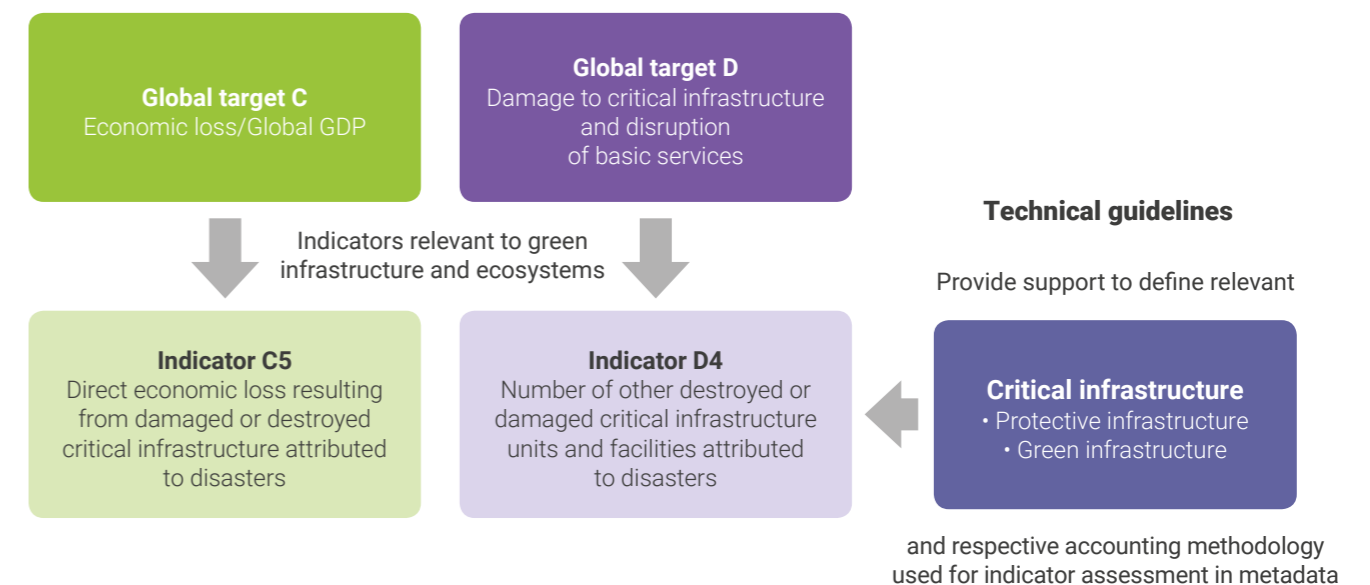 Global target C
Economic loss/Global GDP
Global target D
Damage to critical infrastructure
and disruption
of basic services
Indicators relevant to green
infrastructure and ecosystems
Indicator C5
Direct economic loss resulting
from damaged or destroyed
critical infrastructure attributed
to disasters
Indicator D4
Number of other destroyed or
damaged critical infrastructure
units and facilities attributed
to disasters
Technical guidelines
Provide support to define relevant
Critical infrastructure
• Protective infrastructure
• Green infrastructure
and respective accounting methodology
used for indicator assessment in metadata